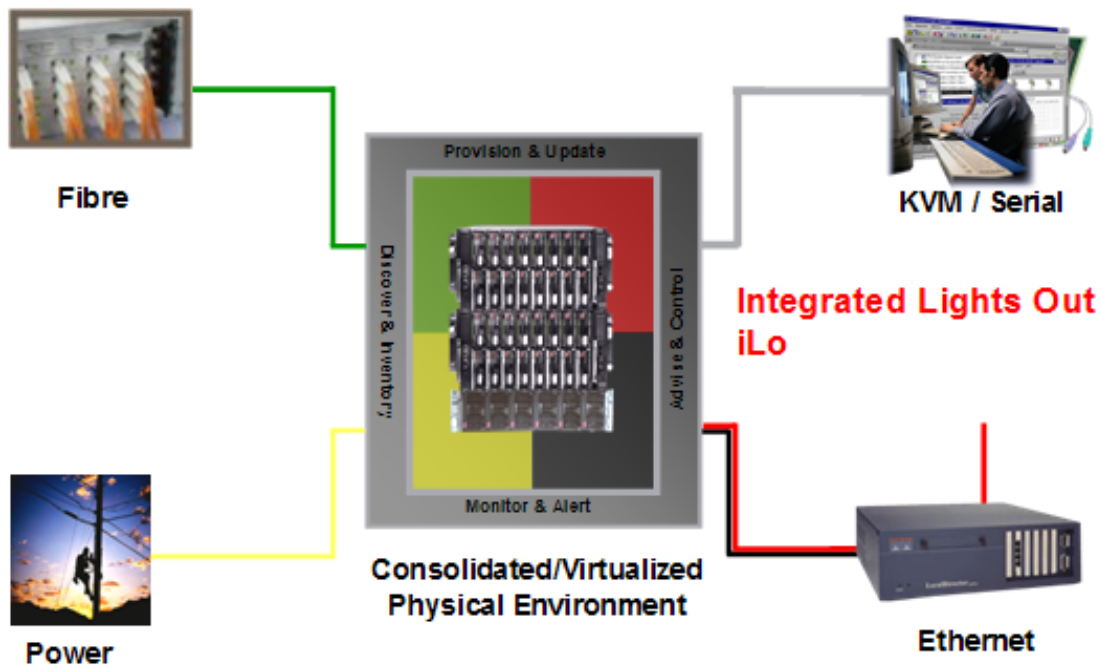 Provision & Update
Fibre
KVM / Serial
Discover & Inventory
Advise & Control
Integrated Lights Out
iLo
Monitor & Alert
Consolidated/Virtualized
Physical Environment
Power
Ethernet